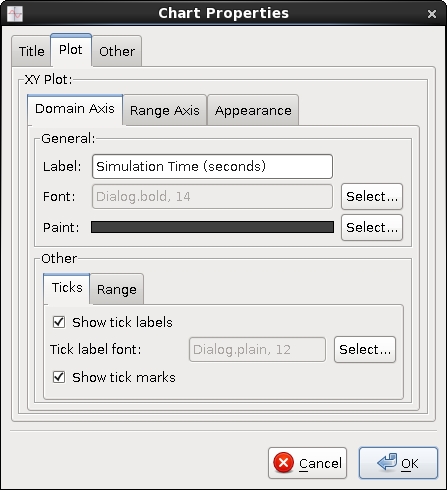 Chart Properties
Title Plot Other
XY Plot:
Domain Axis Range Axis Appearance
General:
Label: Simulation Time (seconds)
Font: Dialog.bold, 14 Select...
Paint: Select...
Other
Ticks Range
Show tick labels
Tick label font: Dialog.plain, 12 Select...
Show tick marks
Cancel OK